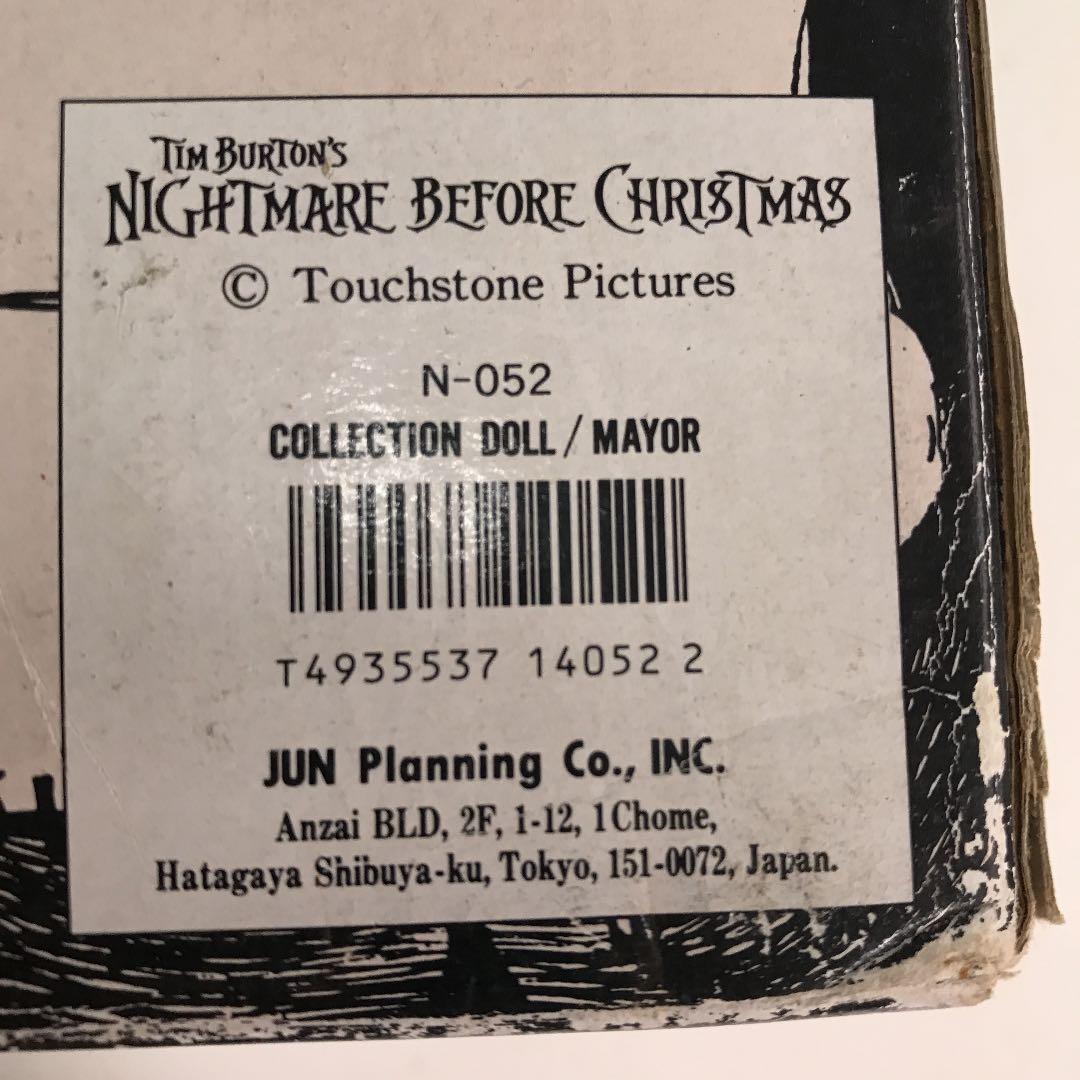 TIM BURTON'S
NIGHTMARE BEFORE CHRISTMAS
© Touchstone Pictures
N-052
COLLECTION DOLL / MAYOR
T4935537 14052 2
JUN Planning Co., INC.
Anzai BLD, 2F, 1-12, 1Chome,
Hatagaya Shibuya-ku, Tokyo, 151-0072, Japan.